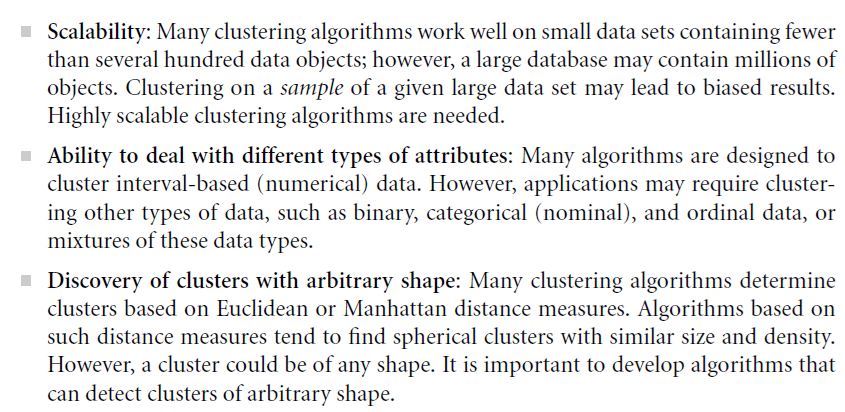 Scalability: Many clustering algorithms work well on small data sets containing fewer
than several hundred data objects; however, a large database may contain millions of
objects. Clustering on a sample of a given large data set may lead to biased results.
Highly scalable clustering algorithms are needed.
Ability to deal with different types of attributes: Many algorithms are designed to
cluster interval-based (numerical) data. However, applications may require cluster-
ing other types of data, such as binary, categorical (nominal), and ordinal data, or
mixtures of these data types.
Discovery of clusters with arbitrary shape: Many clustering algorithms determine
clusters based on Euclidean or Manhattan distance measures. Algorithms based on
such distance measures tend to find spherical clusters with similar size and density.
However, a cluster could be of any shape. It is important to develop algorithms that
can detect clusters of arbitrary shape.